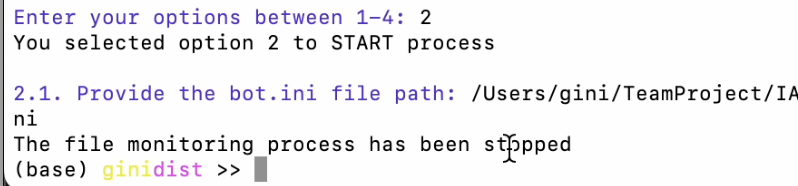 Enter your options between 1-4: 2
You selected option 2 to START process
2.1. Provide the bot.ini file path: /Users/gini/TeamProject/IA
ni
The file monitoring process has been stopped
(base) ginidist >>